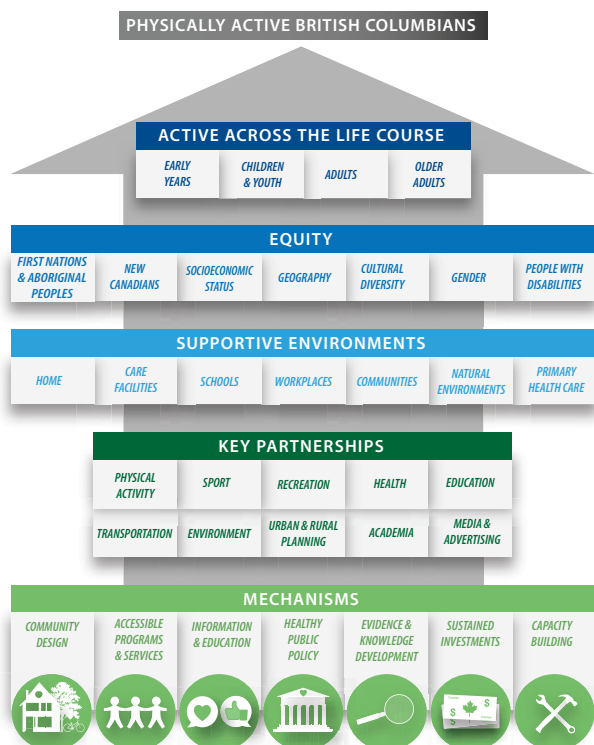 PHYSICALLY ACTIVE BRITISH COLUMBIANS
ACTIVE ACROSS THE LIFE COURSE
EARLY
YEARS
CHILDREN
& YOUTH
ADULTS
OLDER
ADULTS
EQUITY
FIRST NATIONS
& ABORIGINAL
PEOPLES
NEW
CANADIANS
SOCIOECONOMIC
STATUS
GEOGRAPHY
CULTURAL
DIVERSITY
GENDER
PEOPLE WITH
DISABILITIES
SUPPORTIVE ENVIRONMENTS
HOME
CARE
FACILITIES
SCHOOLS
WORKPLACES
COMMUNITIES
NATURAL
ENVIRONMENTS
PRIMARY
HEALTH CARE
KEY PARTNERSHIPS
PHYSICAL
ACTIVITY
SPORT
RECREATION
HEALTH
EDUCATION
TRANSPORTATION
ENVIRONMENT
URBAN & RURAL
PLANNING
ACADEMIA
MEDIA &
ADVERTISING
MECHANISMS
COMMUNITY
DESIGN
ACCESSIBLE
PROGRAMS
& SERVICES
INFORMATION
& EDUCATION
HEALTHY
PUBLIC
POLICY
EVIDENCE &
KNOWLEDGE
DEVELOPMENT
SUSTAINED
INVESTMENTS
CAPACITY
BUILDING
$
$
$
$